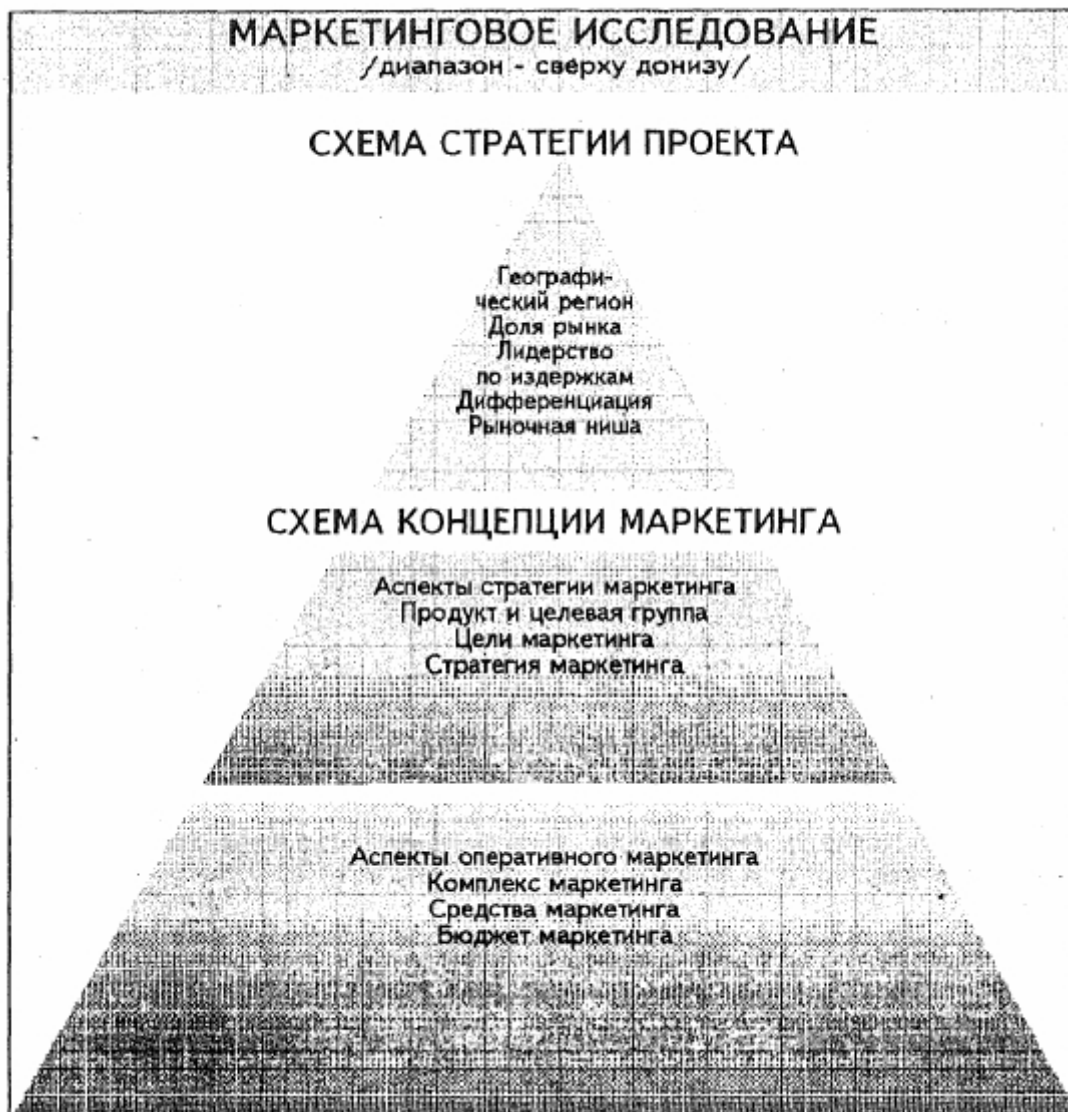 МАРКЕТИНГОВОЕ ИССЛЕДОВАНИЕ
/диапазон - сверху донизу/
СХЕМА СТРАТЕГИИ ПРОЕКТА
Географи-
ческий регион
Доля рынка
Лидерство
по издержкам
Дифференциация
Рыночная ниша
СХЕМА КОНЦЕПЦИИ МАРКЕТИНГА
Аспекты стратегии маркетинга
Продукт и целевая группа
Цели маркетинга
Стратегия маркетинга
Аспекты оперативного маркетинга
Комплекс маркетинга
Средства маркетинга
Бюджет маркетинга